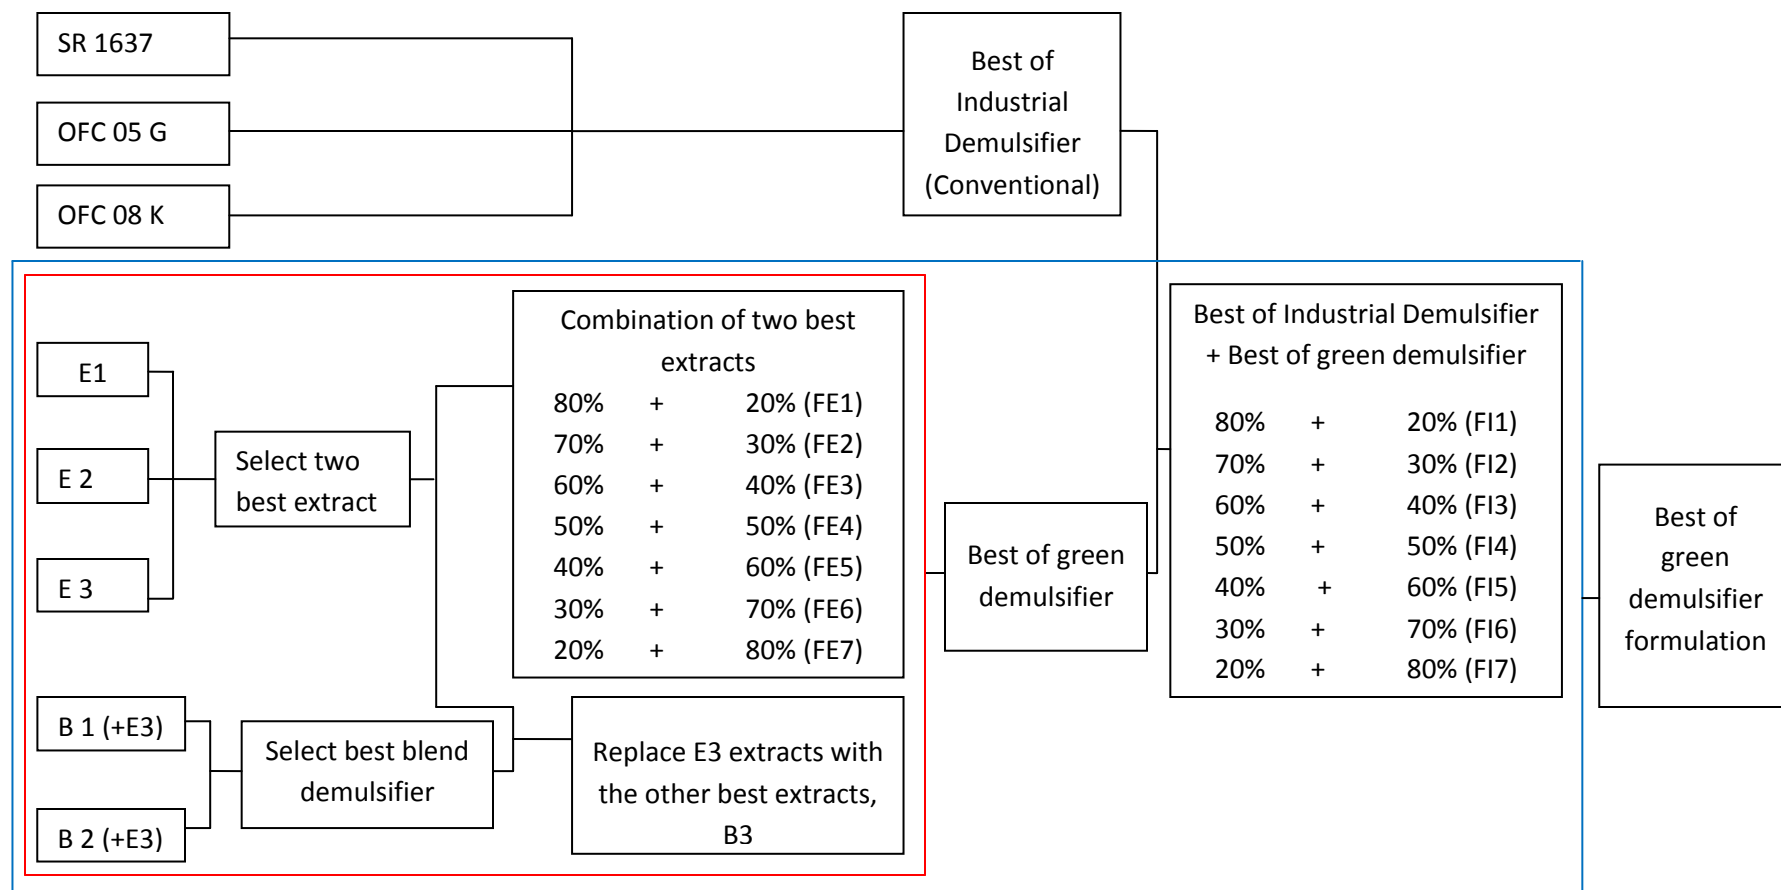 SR 1637
OFC 05 G
OFC 08 K
Best of
Industrial
Demulsifier
(Conventional)
E1
E 2
E 3
Select two
best extract
Combination of two best
extracts
80% + 20% (FE1)
70% + 30% (FE2)
60% + 40% (FE3)
50% + 50% (FE4)
40% + 60% (FE5)
30% + 70% (FE6)
20% + 80% (FE7)
B 1 (+E3)
B 2 (+E3)
Select best blend
demulsifier
Replace E3 extracts with
the other best extracts,
B3
Best of green
demulsifier
Best of Industrial Demulsifier
+ Best of green demulsifier
80% + 20% (FI1)
70% + 30% (FI2)
60% + 40% (FI3)
50% + 50% (FI4)
40% + 60% (FI5)
30% + 70% (FI6)
20% + 80% (FI7)
Best of
green
demulsifier
formulation